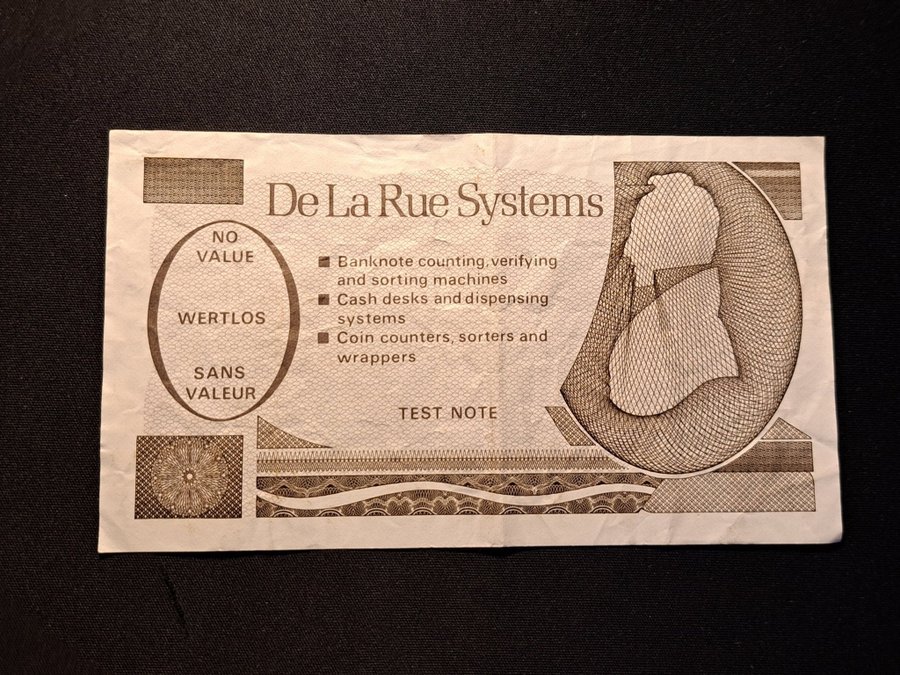 De La Rue Systems
NO
VALUE
WERTLOS
SANS
VALEUR
■ Banknote counting, verifying
and sorting machines
■ Cash desks and dispensing
systems
■ Coin counters, sorters and
wrappers
TEST NOTE